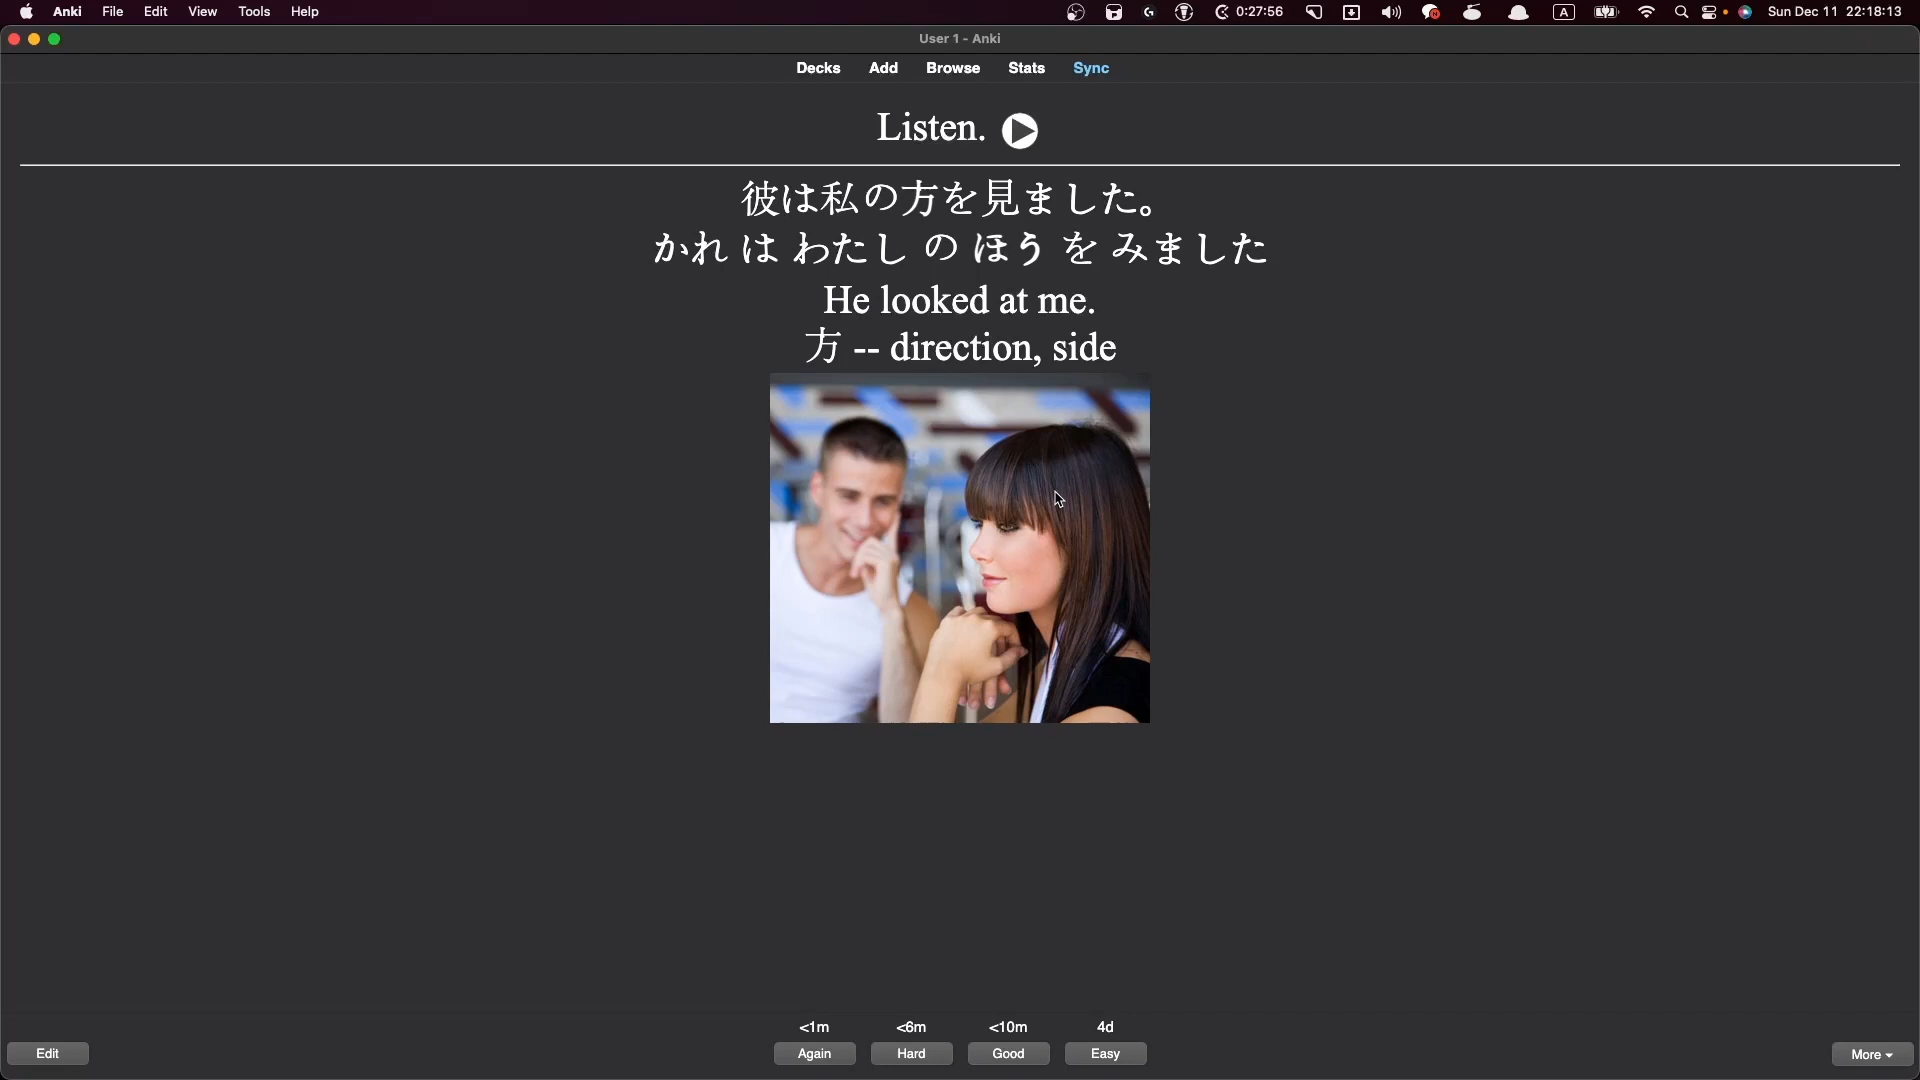 Anki File Edit View Tools Help 0:27:56 A Sun Dec 11 22:18:13
User 1 - Anki
Decks Add Browse Stats Sync
Listen.
彼は私の方を見ました。
かれ は わたし の ほう を みました
He looked at me.
方 -- direction, side
<1m <6m <10m 4d
Edit Again Hard Good Easy More